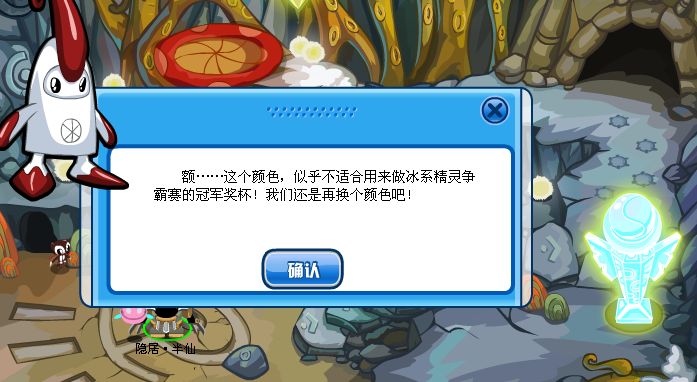 额……这个颜色，似乎不适合用来做冰系精灵争
霸赛的冠军奖杯！我们还是再换个颜色吧！
确认
隐居·半仙